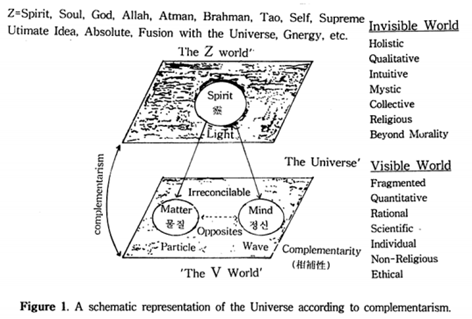 Z=Spirit, Soul, God, Allah, Atman, Brahman, Tao, Self, Supreme
Utimate Idea, Absolute, Fusion with the Universe, Gnergy, etc.
'The Z world'
Spirit
靈
Light
complementarism
The Universe'
Irreconcilable
Matter
물질
Mind
정신
Opposites
Particle
Wave
Complementarity
(相補性)
'The V World'
Invisible World
Holistic
Qualitative
Intuitive
Mystic
Collective
Religious
Beyond Morality
Visible World
Fragmented
Quantitative
Rational
Scientific
Individual
Non-Religious
Ethical
Figure 1. A schematic representation of the Universe according to complementarism.